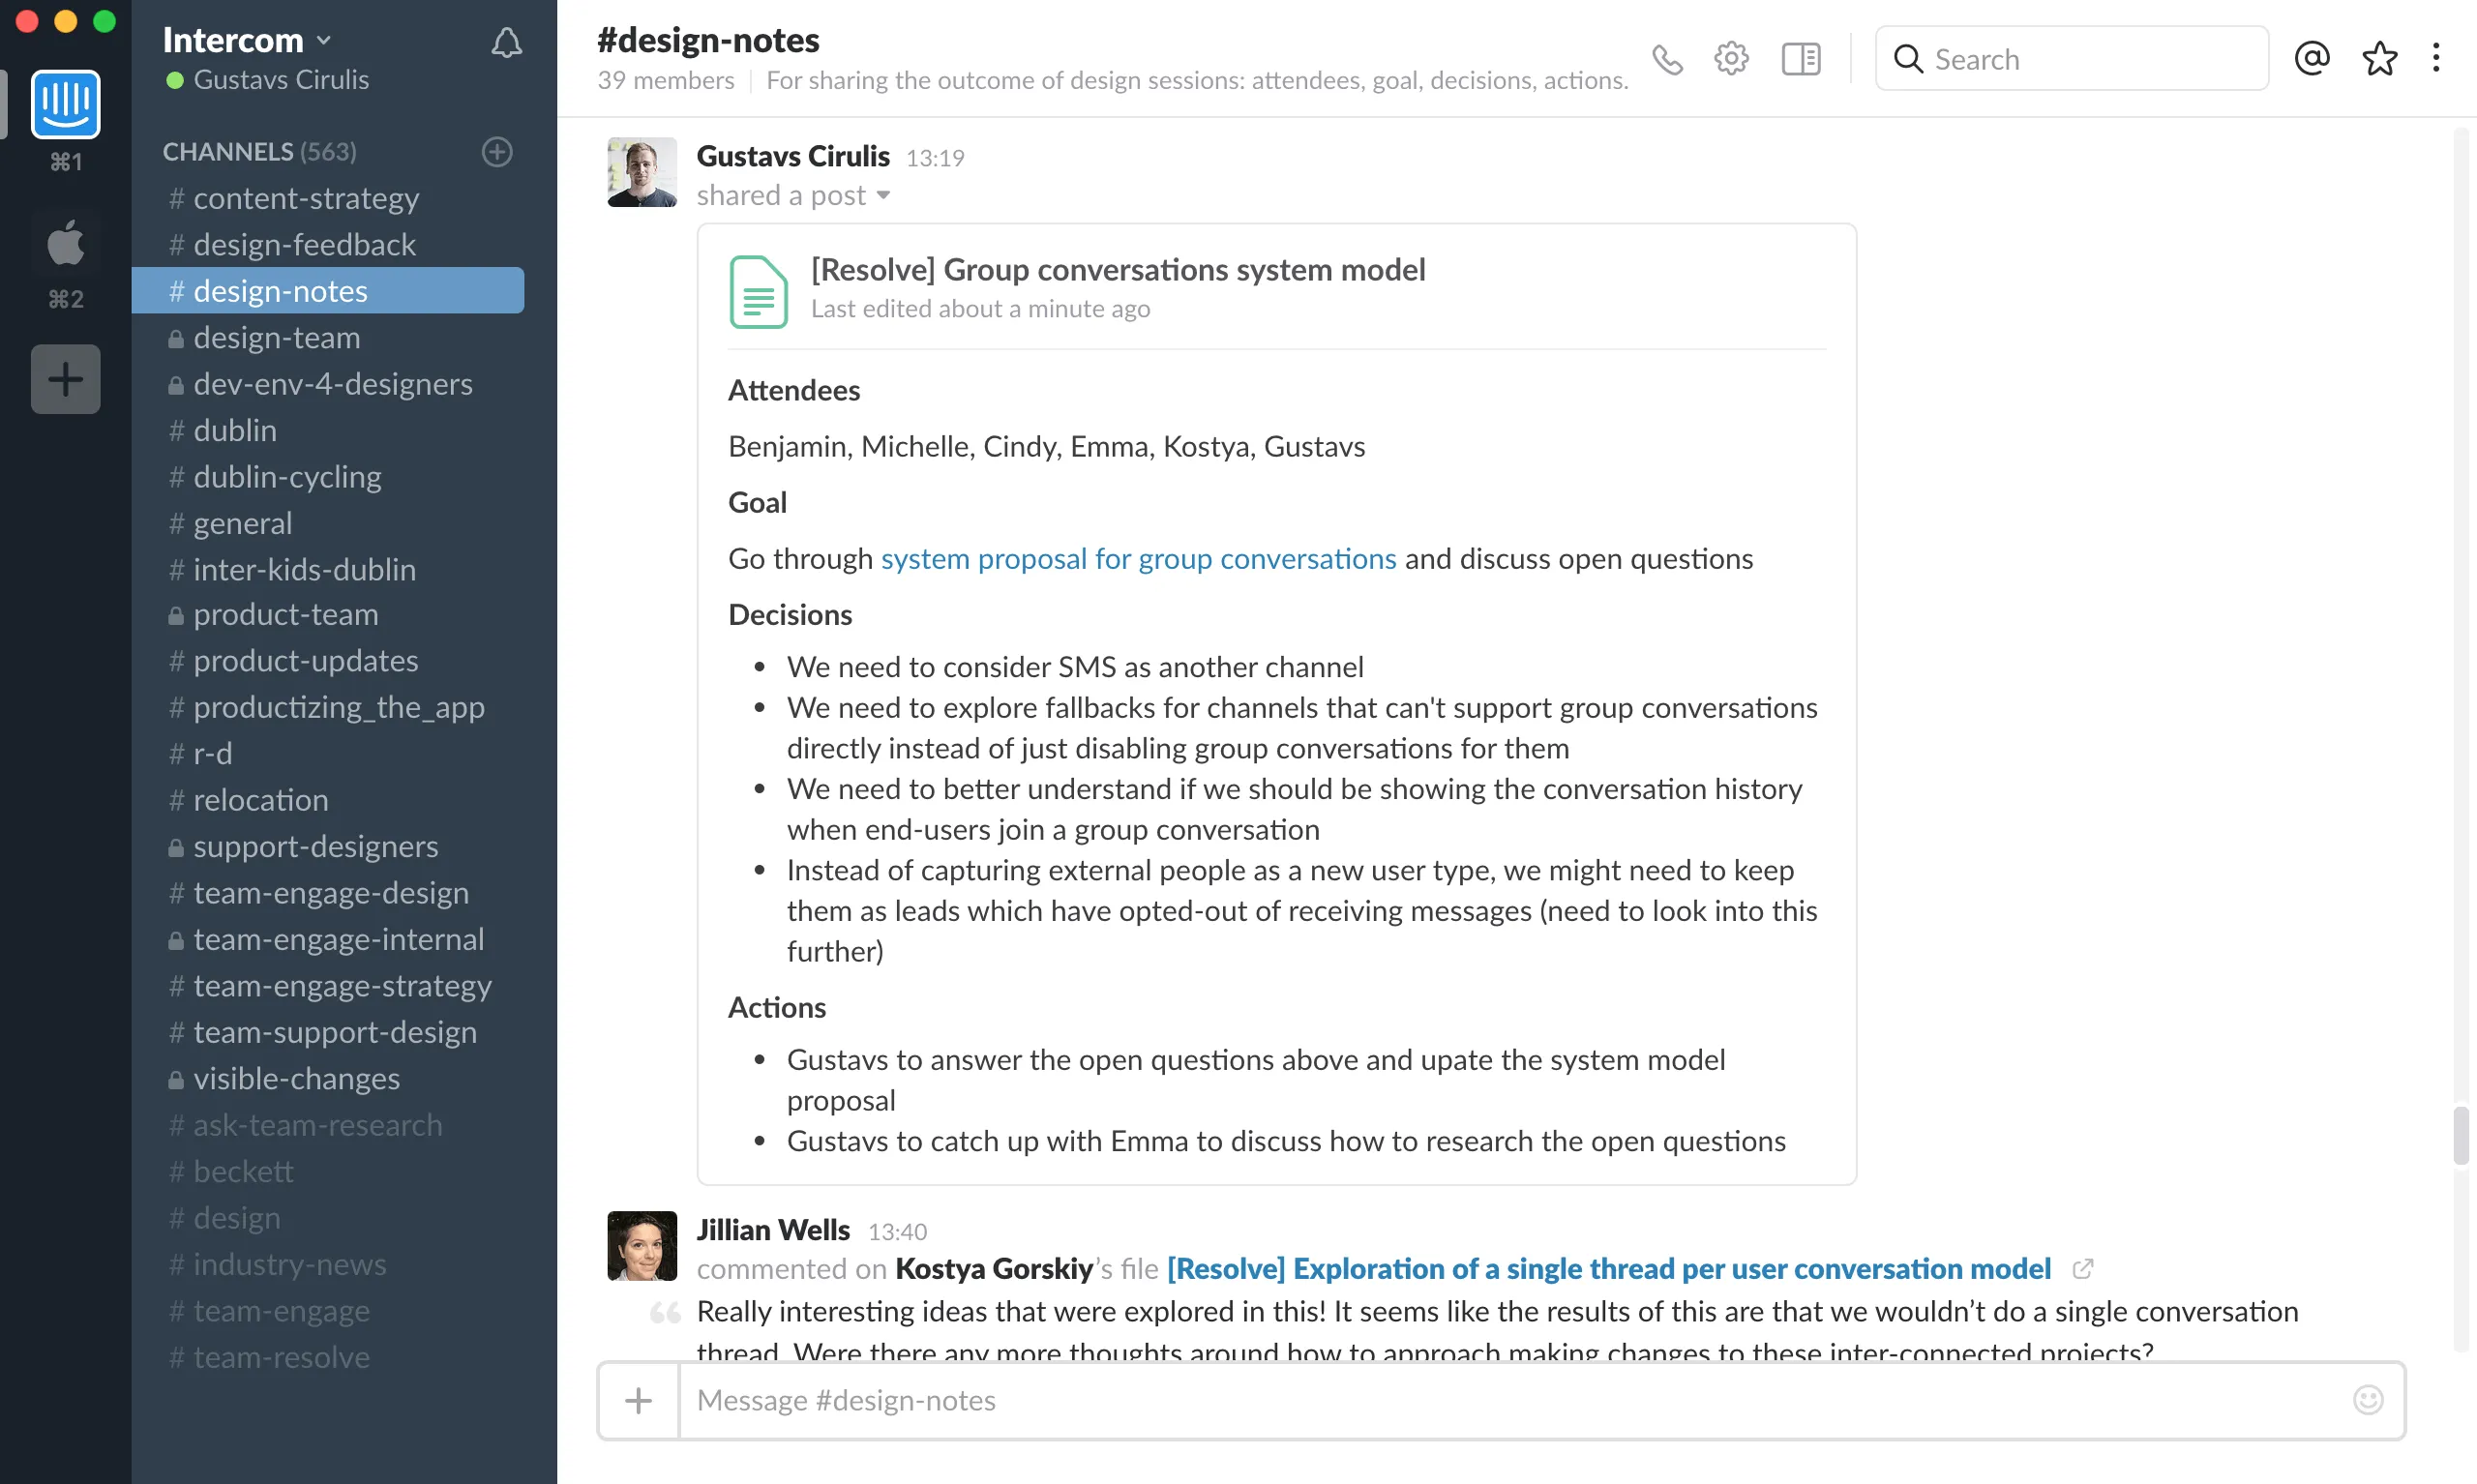 Intercom
Gustavs Cirulis
⌘1
⌘2
CHANNELS (563)
# content-strategy
# design-feedback
# design-notes
design-team
dev-env-4-designers
# dublin
# dublin-cycling
# general
# inter-kids-dublin
product-team
# product-updates
# productizing_the_app
# r-d
# relocation
support-designers
# team-engage-design
team-engage-internal
# team-engage-strategy
# team-support-design
visible-changes
# ask-team-research
# beckett
# design
# industry-news
# team-engage
# team-resolve
#design-notes
39 members | For sharing the outcome of design sessions: attendees, goal, decisions, actions.
Search
Gustavs Cirulis 13:19
shared a post
[Resolve] Group conversations system model
Last edited about a minute ago
Attendees
Benjamin, Michelle, Cindy, Emma, Kostya, Gustavs
Goal
Go through system proposal for group conversations and discuss open questions
Decisions
• We need to consider SMS as another channel
• We need to explore fallbacks for channels that can't support group conversations
directly instead of just disabling group conversations for them
• We need to better understand if we should be showing the conversation history
when end-users join a group conversation
• Instead of capturing external people as a new user type, we might need to keep
them as leads which have opted-out of receiving messages (need to look into this
further)
Actions
• Gustavs to answer the open questions above and upate the system model
proposal
• Gustavs to catch up with Emma to discuss how to research the open questions
Jillian Wells 13:40
commented on Kostya Gorskiy's file [Resolve] Exploration of a single thread per user conversation model
Really interesting ideas that were explored in this! It seems like the results of this are that we wouldn't do a single conversation
thread. Were there any more thoughts around how to approach making changes to these inter-connected projects?
Message #design-notes